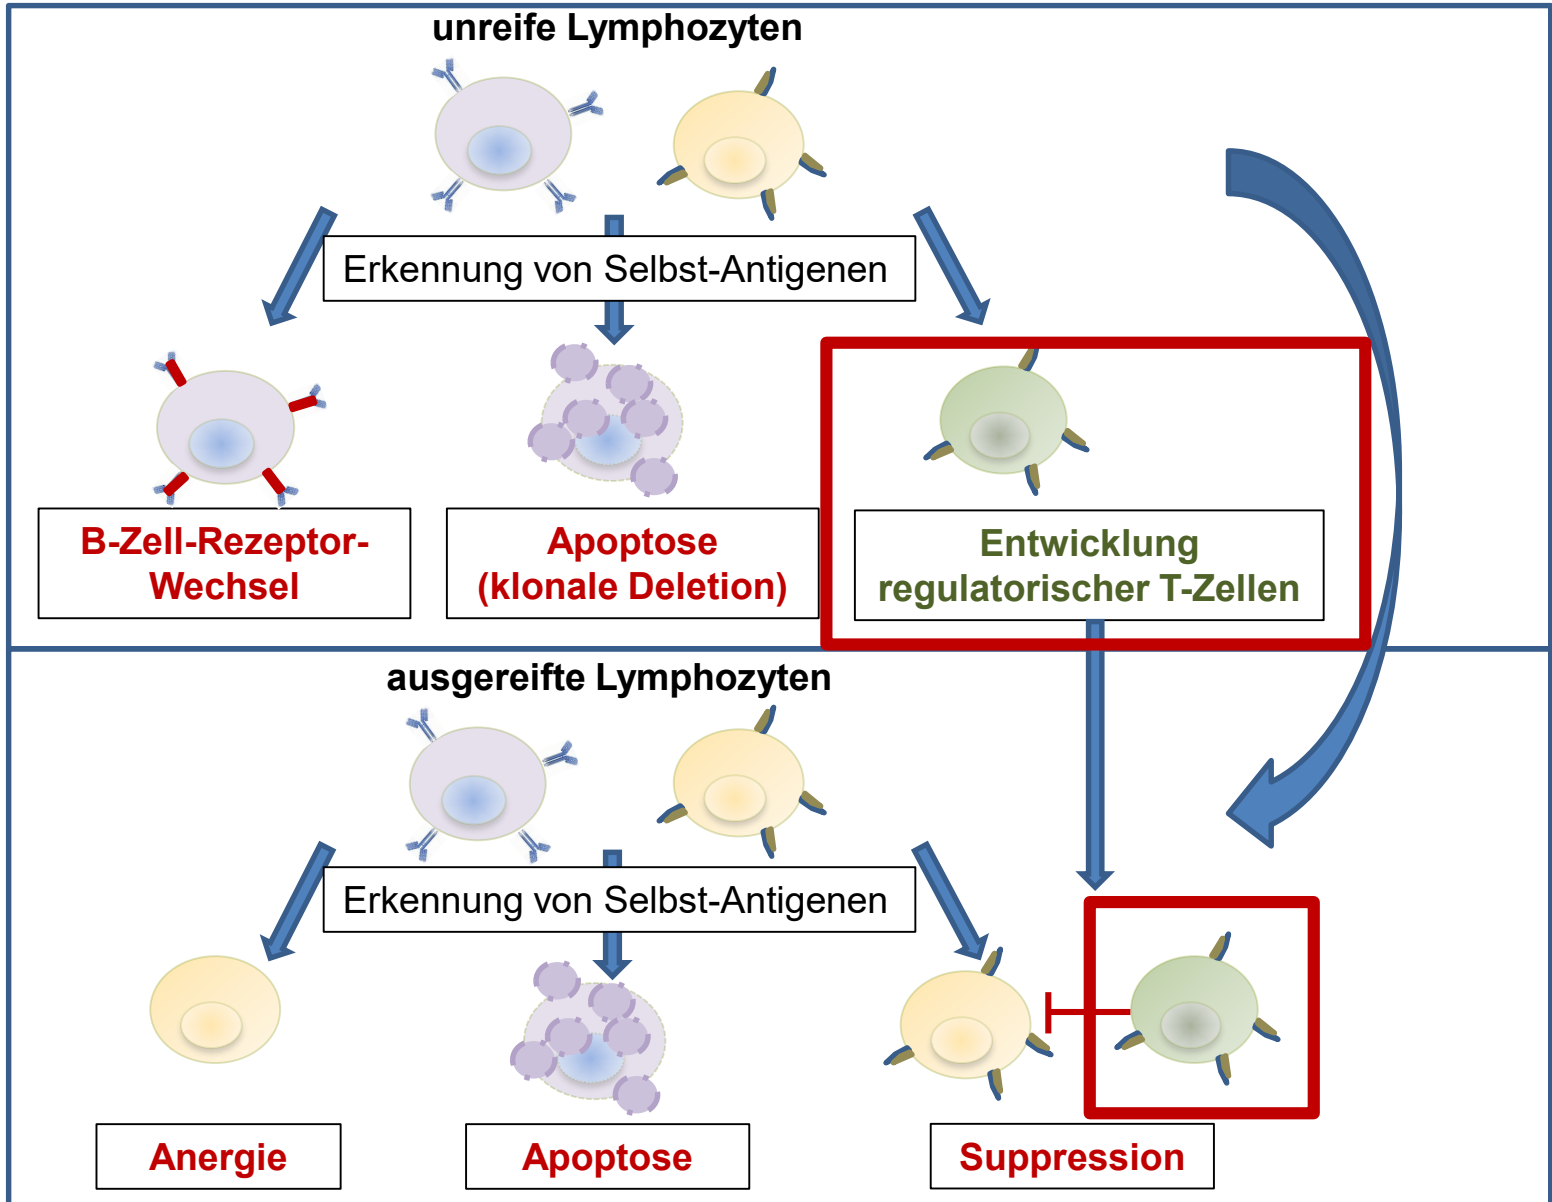 unreife Lymphozyten
Erkennung von Selbst-Antigenen
B-Zell-Rezeptor-
Wechsel
Apoptose
(klonale Deletion)
Entwicklung
regulatorischer T-Zellen
ausgereifte Lymphozyten
Erkennung von Selbst-Antigenen
Anergie
Apoptose
Suppression